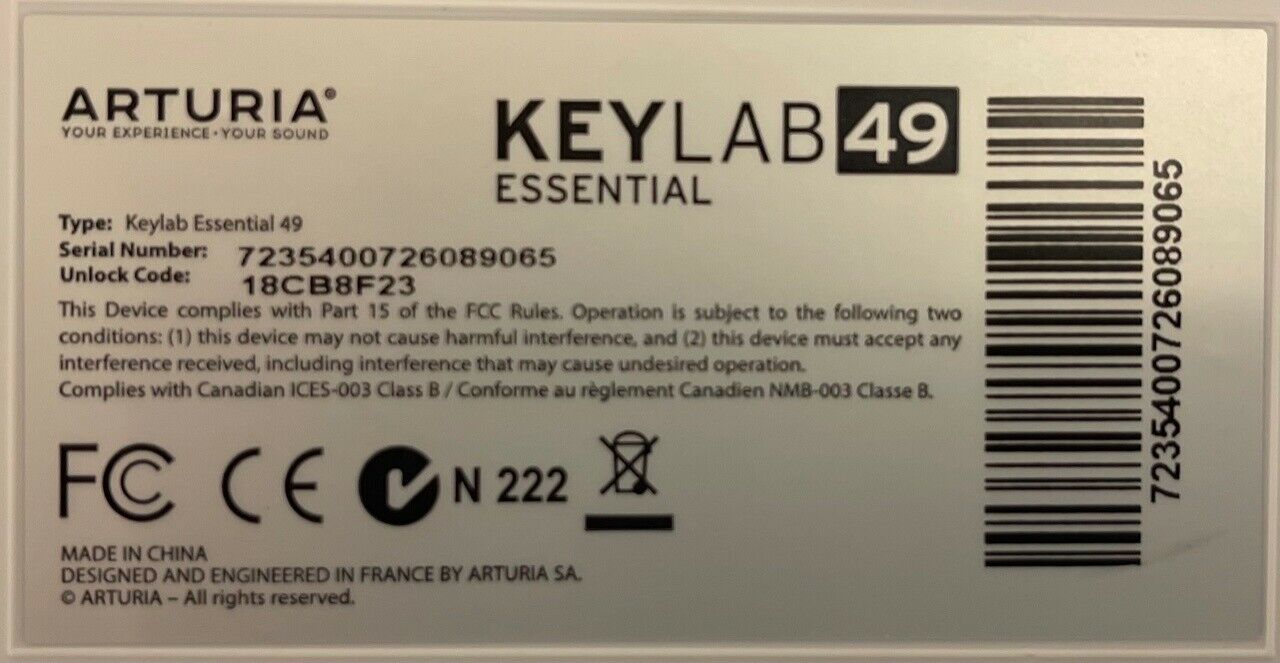 ARTURIA®
YOUR EXPERIENCE • YOUR SOUND
KEYLAB 49
ESSENTIAL
Type: Keylab Essential 49
Serial Number: 7235400726089065
Unlock Code: 18CB8F23
This Device complies with Part 15 of the FCC Rules. Operation is subject to the following two
conditions: (1) this device may not cause harmful interference, and (2) this device must accept any
interference received, including interference that may cause undesired operation.
Complies with Canadian ICES-003 Class B / Conforme au règlement Canadien NMB-003 Classe B.
FC CE N 222
MADE IN CHINA
DESIGNED AND ENGINEERED IN FRANCE BY ARTURIA SA.
© ARTURIA – All rights reserved.
7235400726089065